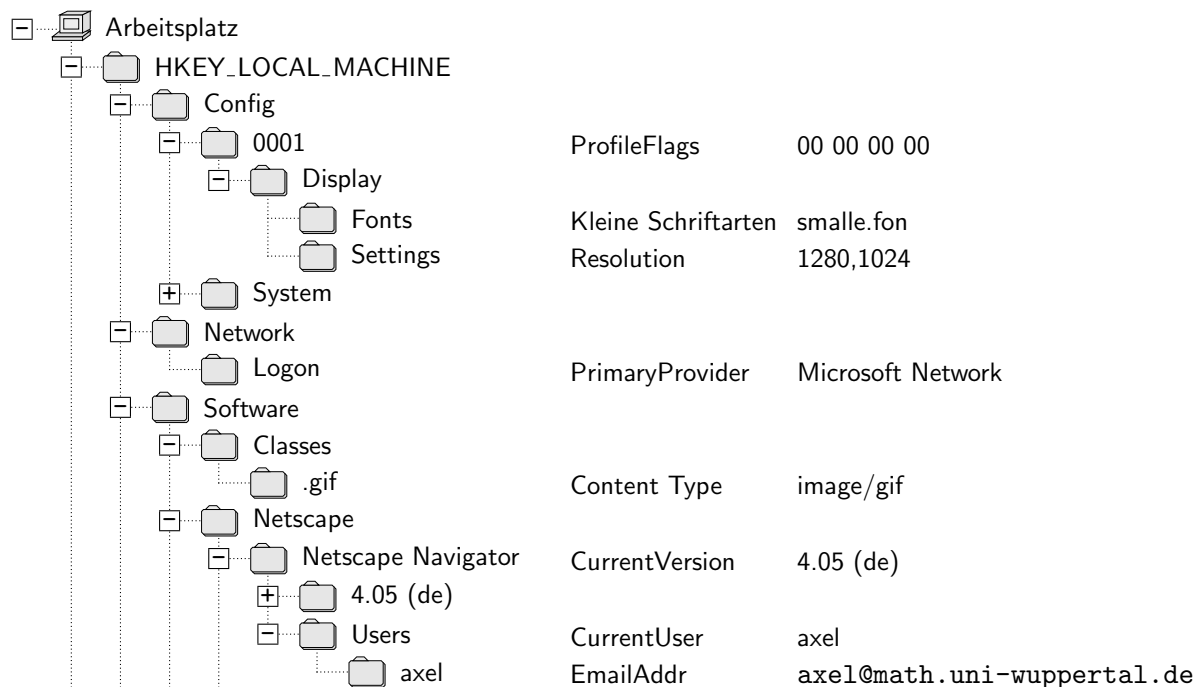 Arbeitsplatz
HKEY_LOCAL_MACHINE
Config
0001 ProfileFlags 00 00 00 00
Display
Fonts Kleine Schriftarten smalle.fon
Settings Resolution 1280,1024
System
Network
Logon PrimaryProvider Microsoft Network
Software
Classes
.gif Content Type image/gif
Netscape
Netscape Navigator CurrentVersion 4.05 (de)
4.05 (de)
Users CurrentUser axel
axel EmailAddr axel@math.uni-wuppertal.de